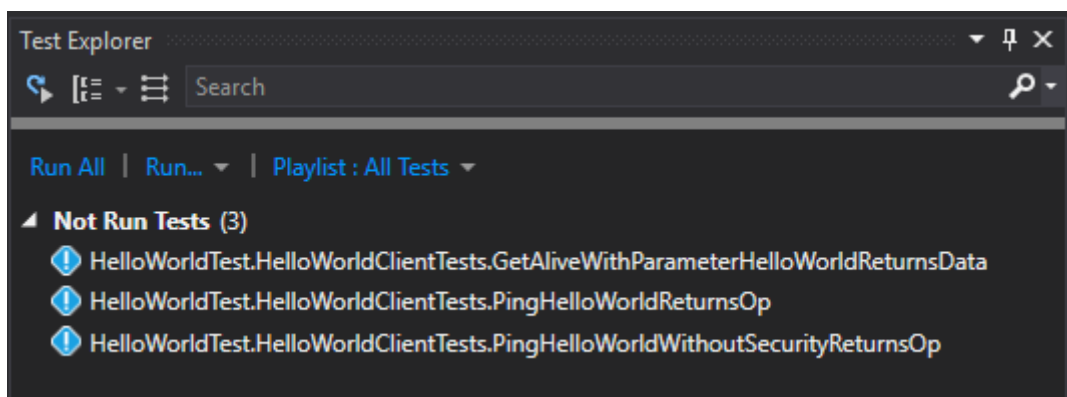 Test Explorer
Search
Run All | Run... | Playlist : All Tests
Not Run Tests (3)
HelloWorldTest.HelloWorldClientTests.GetAliveWithParameterHelloWorldReturnsData
HelloWorldTest.HelloWorldClientTests.PingHelloWorldReturnsOp
HelloWorldTest.HelloWorldClientTests.PingHelloWorldWithoutSecurityReturnsOp